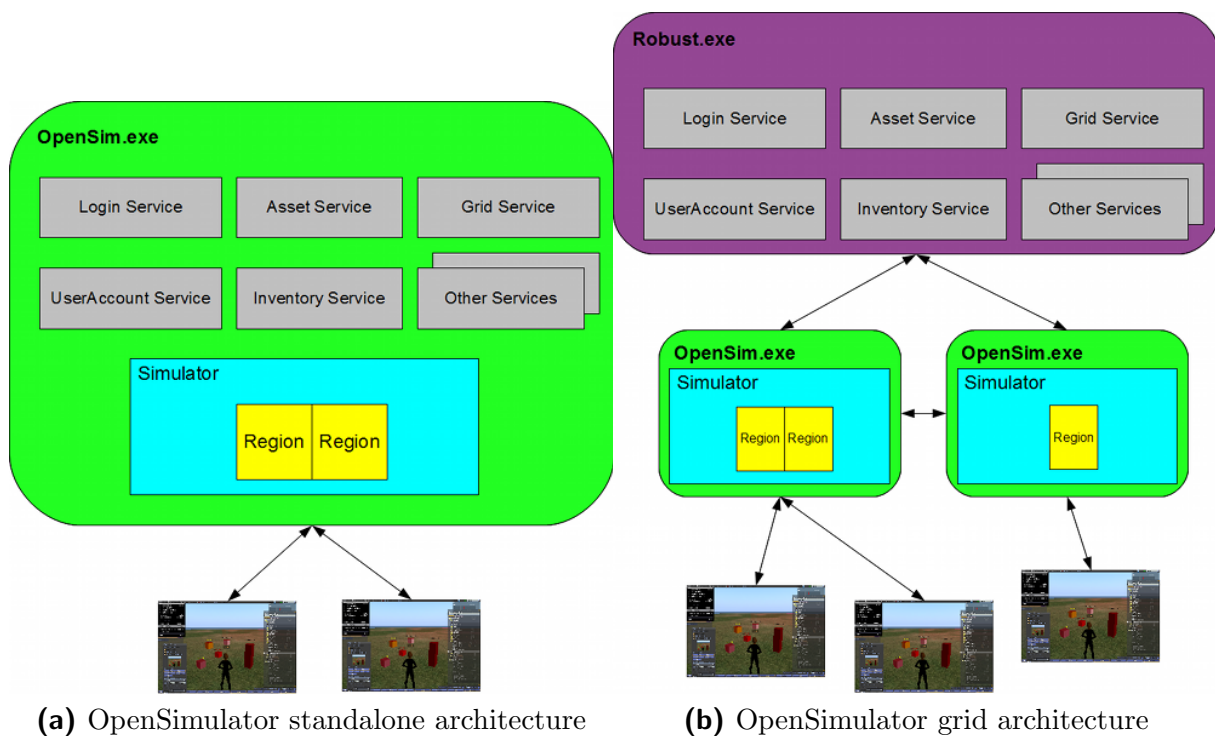 OpenSim.exe
Login Service
Asset Service
Grid Service
UserAccount Service
Inventory Service
Other Services
Simulator
Region
Region
(a) OpenSimulator standalone architecture
Robust.exe
Login Service
Asset Service
Grid Service
UserAccount Service
Inventory Service
Other Services
OpenSim.exe
Simulator
Region
Region
OpenSim.exe
Simulator
Region
(b) OpenSimulator grid architecture